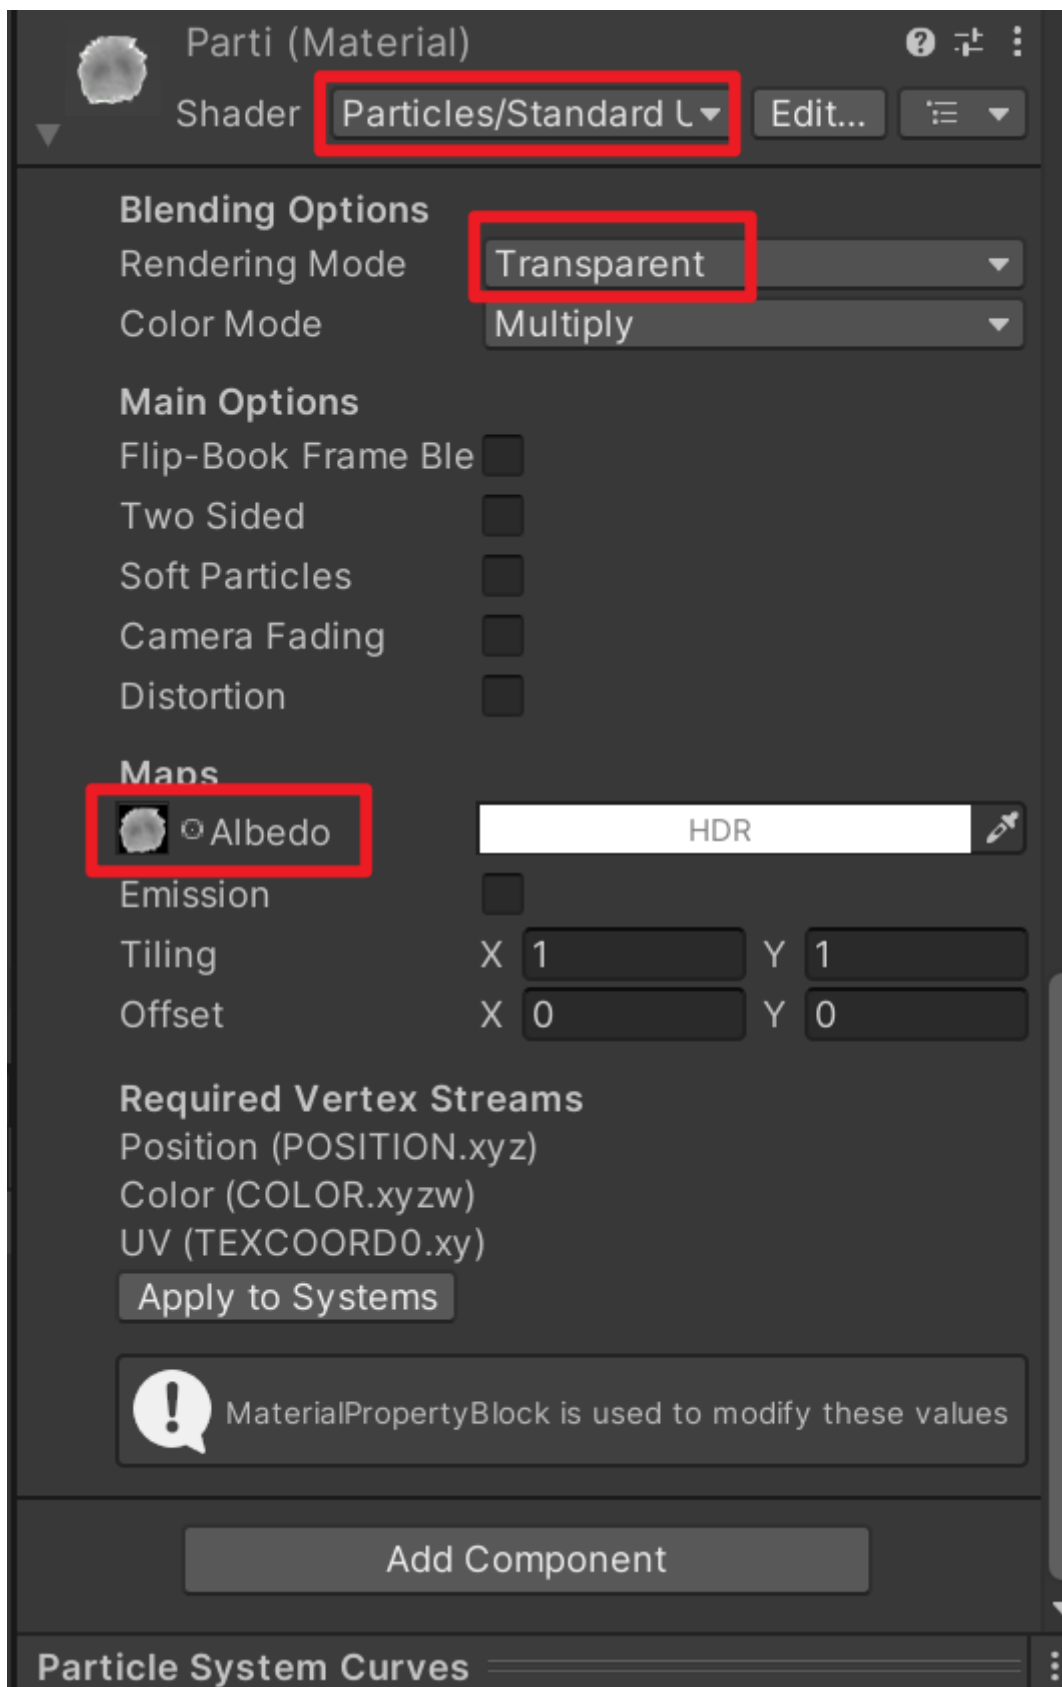 Parti (Material)
Shader Particles/Standard U Edit...
Blending Options
Rendering Mode Transparent
Color Mode Multiply
Main Options
Flip-Book Frame Ble
Two Sided
Soft Particles
Camera Fading
Distortion
Maps
Albedo HDR
Emission
Tiling X 1 Y 1
Offset X 0 Y 0
Required Vertex Streams
Position (POSITION.xyz)
Color (COLOR.xyzw)
UV (TEXCOORD0.xy)
Apply to Systems
MaterialPropertyBlock is used to modify these values
Add Component
Particle System Curves